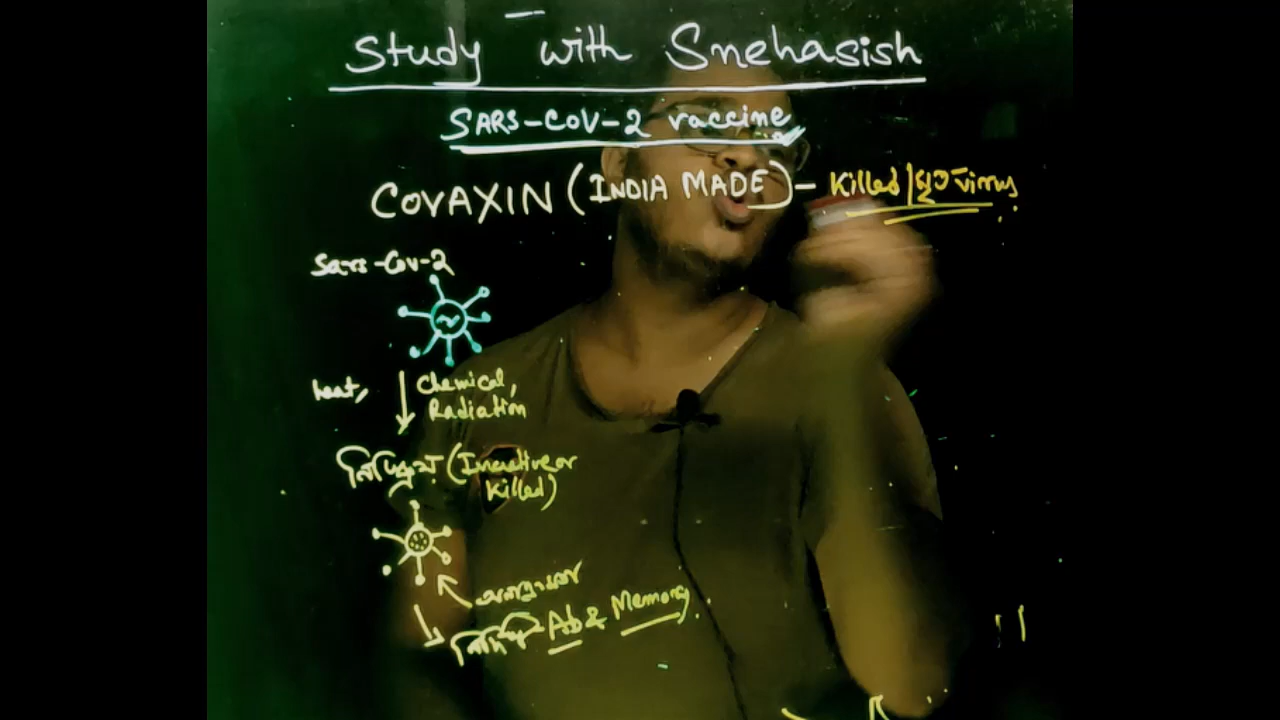 Study with Snehasish
SARS-COV-2 vaccine
COVAXIN (INDIA MADE) - Killed/মৃত virus
Sars-Cov-2
heat, Chemical,
Radiation
নিষ্ক্রিয় (Inactive or
Killed)
Ab & Memory